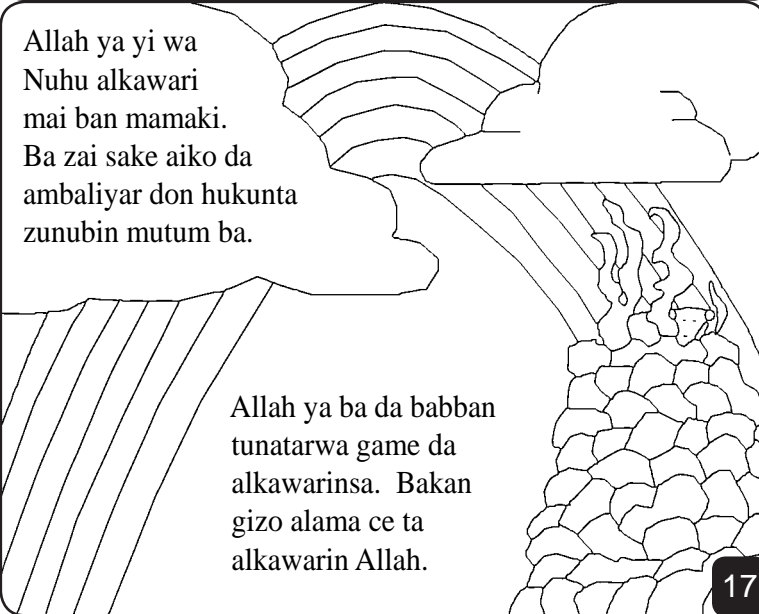 Allah ya yi wa
Nuhu alkawari
mai ban mamaki.
Ba zai sake aiko da
ambaliyar don hukunta
zunubin mutum ba.
Allah ya ba da babban
tunatarwa game da
alkawarinsa.  Bakan
gizo alama ce ta
alkawarin Allah.
17